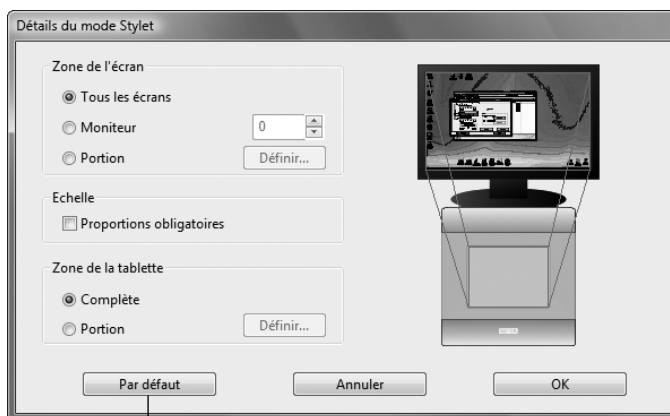 Détails du mode Stylet
Zone de l'écran
Tous les écrans
Moniteur
0
Portion
Définir...
Echelle
Proportions obligatoires
Zone de la tablette
Complète
Portion
Définir...
Par défaut
Annuler
OK